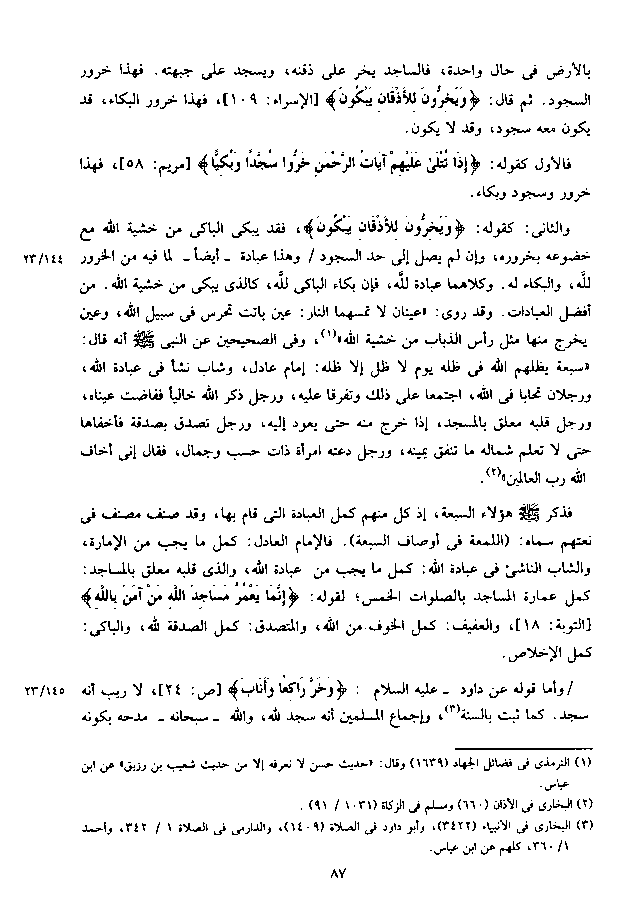 بالأرض فى حال واحدة، فالساجد يخر على ذقنه، ويسجد على جبهته. فهذا خرور
السجود. ثم قال: ﴿وَيَخِرُّونَ لِلأَذْقَانِ يَبْكُونَ﴾ [الإسراء: ١٠٩]، فهذا خرور البكاء، قد
يكون معه سجود، وقد لا يكون.
فالأول كقوله: ﴿إِذَا تُتْلَىٰ عَلَيْهِمْ آيَاتُ الرَّحْمَنِ خَرُّوا سُجَّدًا وَبُكِيًّا﴾ [مريم: ٥٨]، فهذا
خرور وسجود وبكاء.
والثانى: كقوله: ﴿وَيَخِرُّونَ لِلأَذْقَانِ يَبْكُونَ﴾، فقد يبكى الباكى من خشية الله مع
خضوعه بخروره، وإن لم يصل إلى حد السجود / وهذا عبادة ـ أيضاً ـ لما فيه من الخرور ٢٣/١٤٤
للَّه، والبكاء له. وكلاهما عبادة للَّه، فإن بكاء الباكى للَّه، كالذى يبكى من خشية الله. من
أفضل العبادات. وقد روى: «عينان لا تمسهما النار: عين باتت تحرس فى سبيل الله، وعين
يخرج منها مثل رأس الذباب من خشية الله»(١)، وفى الصحيحين عن النبى ﷺ أنه قال:
«سبعة يظلهم الله فى ظله يوم لا ظل إلا ظله: إمام عادل، وشاب نشأ فى عبادة الله،
ورجلان تحابا فى الله، اجتمعا على ذلك وتفرقا عليه، ورجل ذكر الله خالياً ففاضت عيناه،
ورجل قلبه معلق بالمسجد، إذا خرج منه حتى يعود إليه، ورجل تصدق بصدقة فأخفاها
حتى لا تعلم شماله ما تنفق يمينه، ورجل دعته امرأة ذات حسب وجمال، فقال إنى أخاف
الله رب العالمين»(٢).
فذكر ﷺ هؤلاء السبعة، إذ كل منهم كمل العبادة التى قام بها، وقد صنف مصنف فى
نعتهم سماه: (اللمعة فى أوصاف السبعة). فالإمام العادل: كمل ما يجب من الإمارة،
والشاب الناشئ فى عبادة الله: كمل ما يجب من عبادة الله، والذى قلبه معلق بالمساجد:
كمل عمارة المساجد بالصلوات الخمس؛ لقوله: ﴿إِنَّمَا يَعْمُرُ مَسَاجِدَ اللَّهِ مَنْ آمَنَ بِاللَّهِ﴾
[التوبة: ١٨]، والعفيف: كمل الخوف من الله، والمتصدق: كمل الصدقة لله، والباكى:
كمل الإخلاص.
/ وأما قوله عن داود ـ عليه السلام : ﴿وَخَرَّ رَاكِعًا وَأَنَابَ﴾ [ص: ٢٤]، لا ريب أنه ٢٣/١٤٥
سجد. كما ثبت بالسنة(٣)، وإجماع المسلمين أنه سجد لله، والله ـ سبحانه ـ مدحه بكونه
(١) الترمذى فى فضائل الجهاد (١٦٣٩) وقال: «حديث حسن لا نعرفه إلا من حديث شعيب بن رزيق» عن ابن
عباس.
(٢) البخارى فى الأذان (٦٦٠) ومسلم فى الزكاة (١٠٣١ / ٩١) .
(٣) البخارى فى الأنبياء (٣٤٢٢)، وأبو داود فى الصلاة (١٤٠٩)، والدارمى فى الصلاة ١ / ٣٤٢، وأحمد
١ / ٣٦٠، كلهم عن ابن عباس.
٨٧